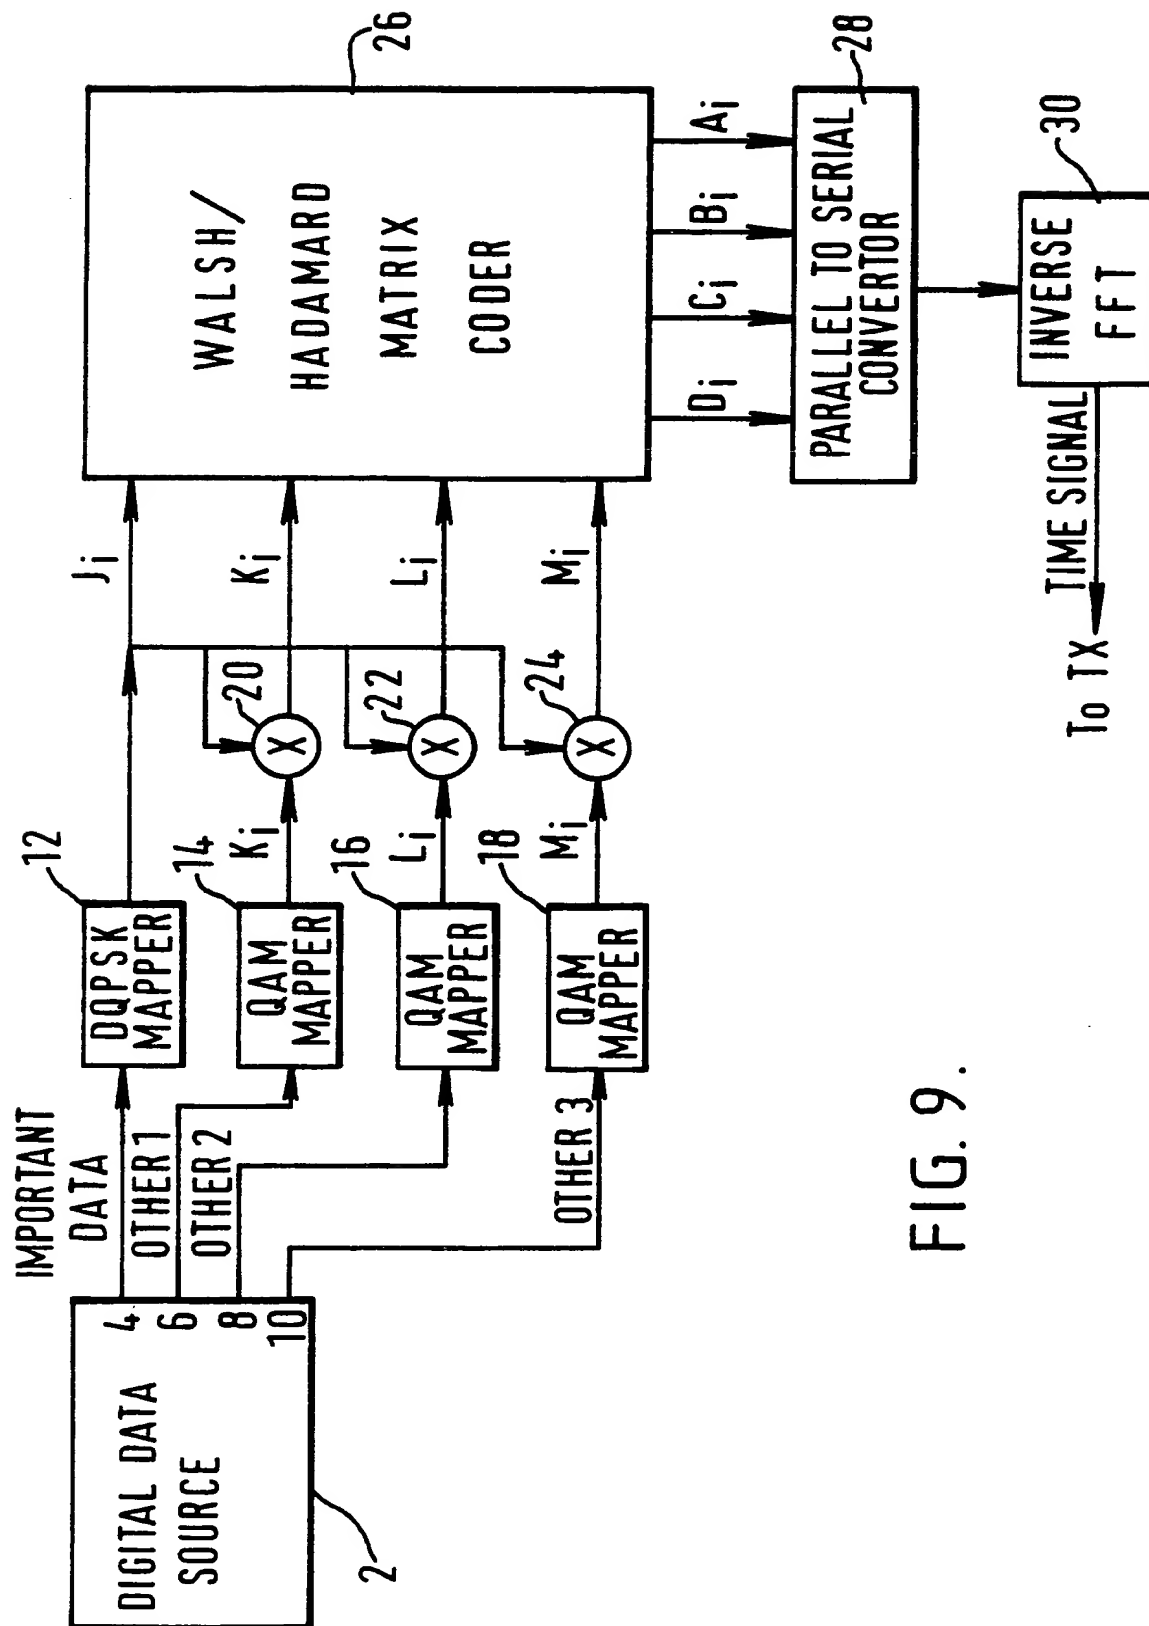 DIGITAL DATA
SOURCE
2
4
6
8
10
IMPORTANT
DATA
OTHER 1
OTHER 2
OTHER 3
DQPSK
MAPPER
12
QAM
MAPPER
14
QAM
MAPPER
16
QAM
MAPPER
18
Ki
Li
Mi
X
20
X
22
X
24
Ji
Ki
Li
Mi
WALSH/
HADAMARD
MATRIX
CODER
26
Di
Ci
Bi
Ai
PARALLEL TO SERIAL
CONVERTOR
28
INVERSE
FFT
30
TIME SIGNAL
To TX
FIG. 9.